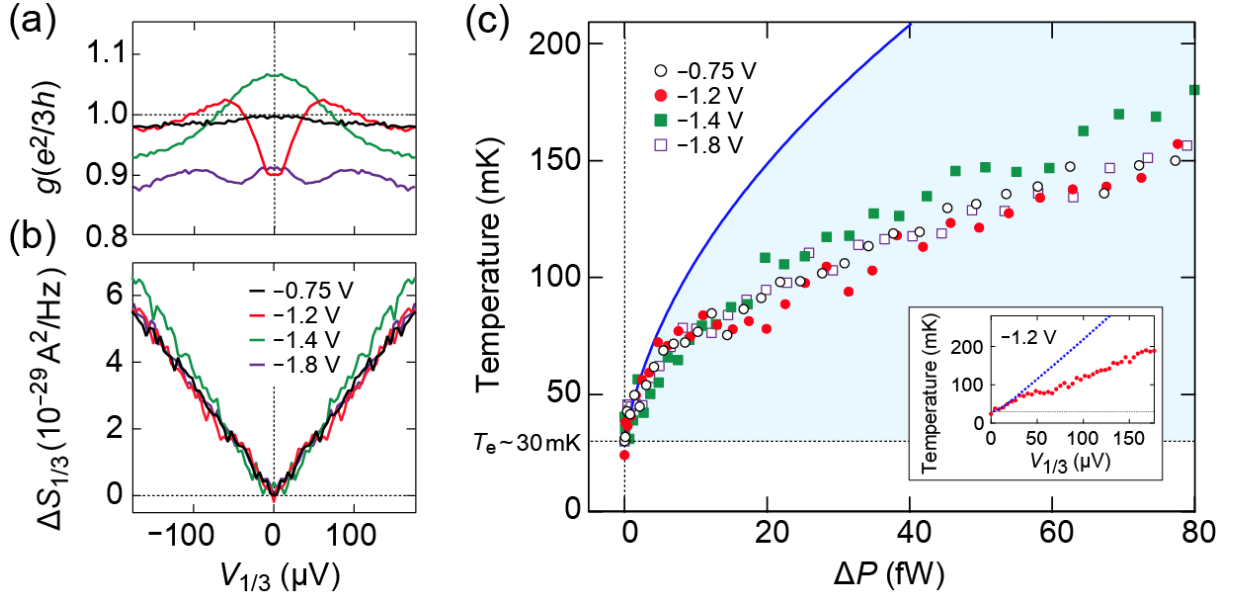 (a)
g(e²/3h)
1.1
1.0
0.9
0.8
(b)
ΔS1/3 (10⁻²⁹ A²/Hz)
6
4
2
0
−0.75 V
−1.2 V
−1.4 V
−1.8 V
−100
0
100
V1/3 (μV)
(c)
Temperature (mK)
200
150
100
50
0
Te ~ 30 mK
−0.75 V
−1.2 V
−1.4 V
−1.8 V
0
20
40
60
80
ΔP (fW)
Temperature (mK)
−1.2 V
200
100
0
0
50
100
150
V1/3 (μV)